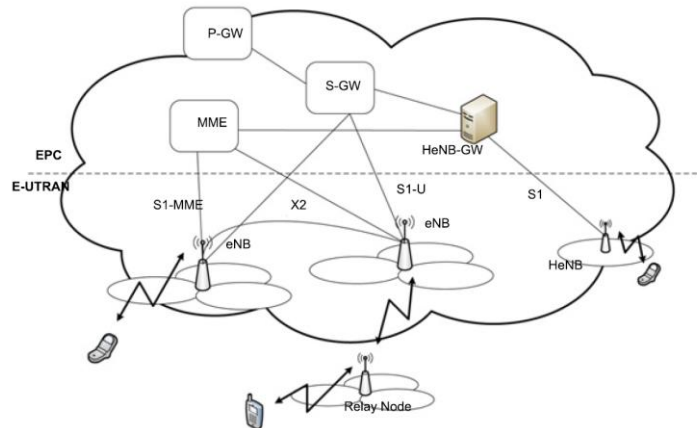 P-GW
S-GW
MME
HeNB-GW
EPC
E-UTRAN
S1-MME
X2
S1-U
S1
eNB
eNB
HeNB
Relay Node